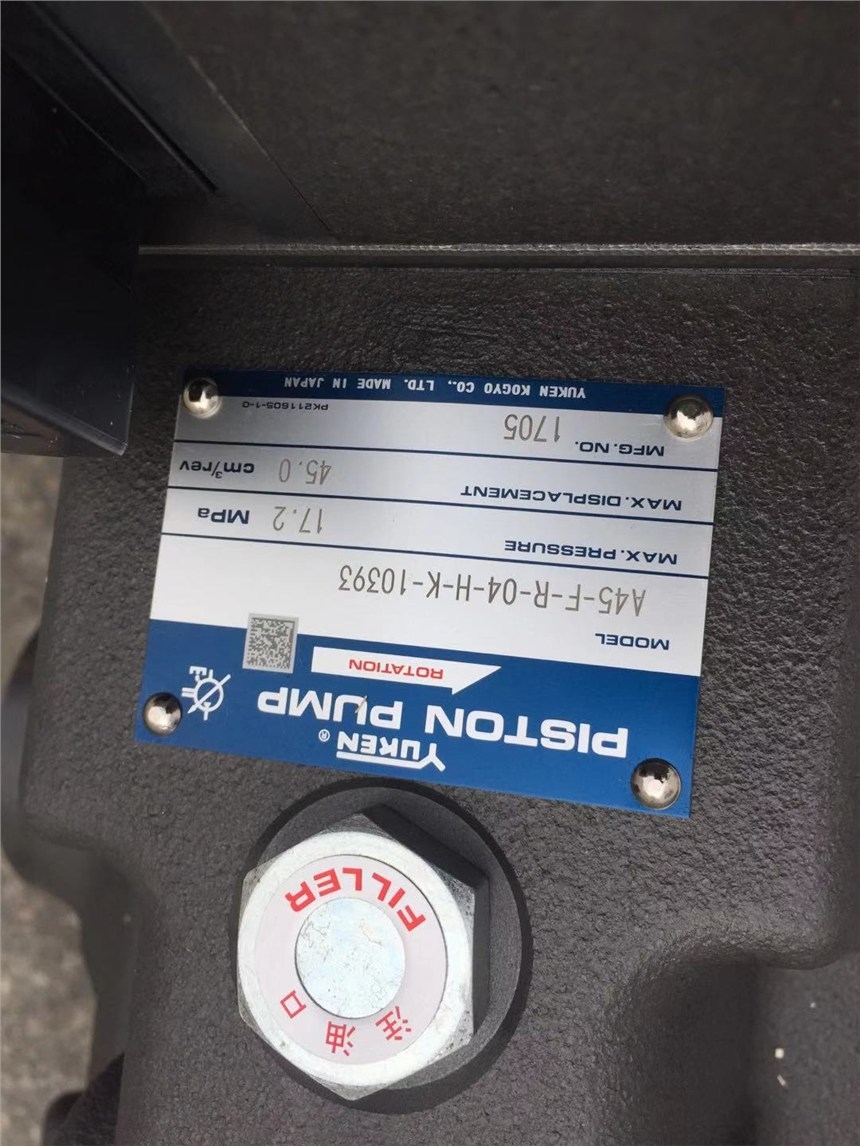 YUKEN®
PISTON PUMP
ROTATION
MODEL
A45-F-R-04-H-K-10393
MAX. PRESSURE 17.2 MPa
MAX. DISPLACEMENT 45.0 cm³/rev
MFG. NO. 1705
PK211605-1-0
YUKEN KOGYO CO., LTD. MADE IN JAPAN
FILLER
注油口